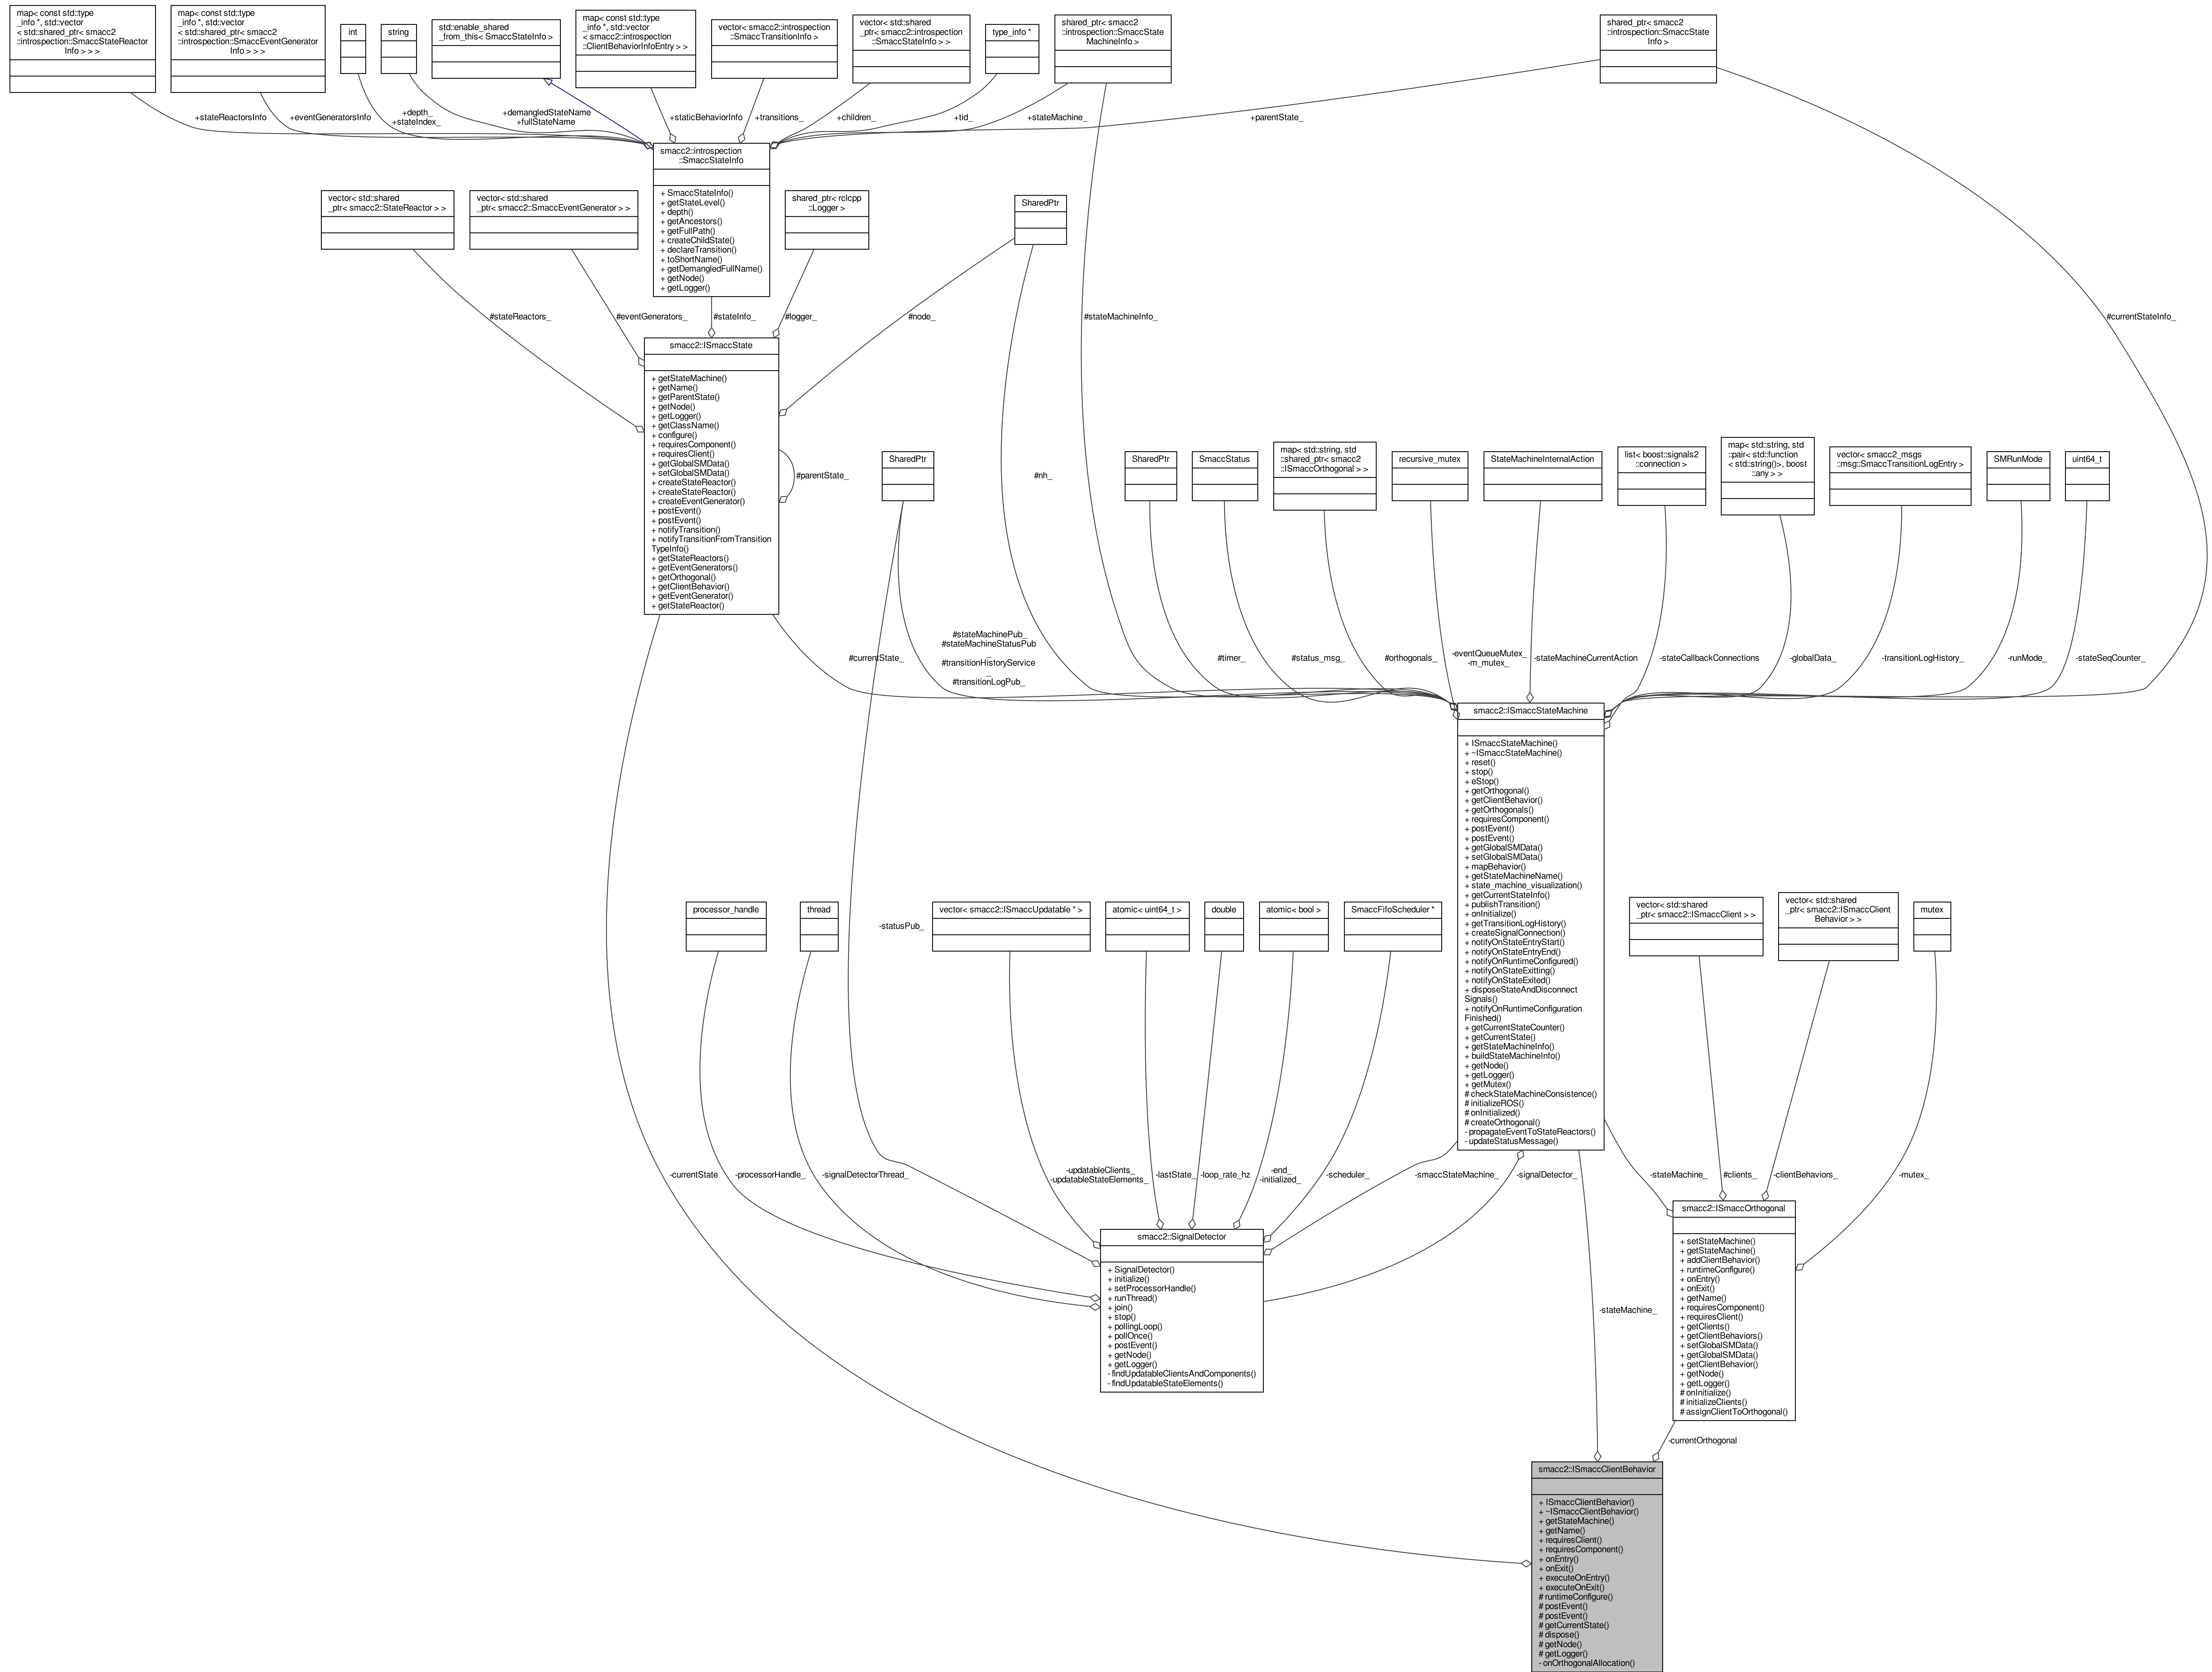 map< const std::type
_info *, std::vector
< std::shared_ptr< smacc2
::introspection::SmaccStateReactor
Info > > >
map< const std::type
_info *, std::vector
< std::shared_ptr< smacc2
::introspection::SmaccEventGenerator
Info > > >
int
string
std::enable_shared
_from_this< SmaccStateInfo >
map< const std::type
_info *, std::vector
< smacc2::introspection
::ClientBehaviorInfoEntry > >
vector< smacc2::introspection
::SmaccTransitionInfo >
vector< std::shared
_ptr< smacc2::introspection
::SmaccStateInfo > >
type_info *
shared_ptr< smacc2
::introspection::SmaccState
MachineInfo >
shared_ptr< smacc2
::introspection::SmaccState
Info >
+stateReactorsInfo
+eventGeneratorsInfo
+depth_
+stateIndex_
+demangledStateName
+fullStateName
+staticBehaviorInfo
+transitions_
+children_
+tid_
+stateMachine_
+parentState_
smacc2::introspection
::SmaccStateInfo
+ SmaccStateInfo()
+ getStateLevel()
+ depth()
+ getAncestors()
+ getFullPath()
+ createChildState()
+ declareTransition()
+ toShortName()
+ getDemangledFullName()
+ getNode()
+ getLogger()
vector< std::shared
_ptr< smacc2::StateReactor > >
vector< std::shared
_ptr< smacc2::SmaccEventGenerator > >
shared_ptr< rclcpp
::Logger >
SharedPtr
#stateReactors_
#eventGenerators_
#stateInfo_
#logger_
#node_
#stateMachineInfo_
#currentStateInfo_
smacc2::ISmaccState
+ getStateMachine()
+ getName()
+ getParentState()
+ getNode()
+ getLogger()
+ getClassName()
+ configure()
+ requiresComponent()
+ requiresClient()
+ getGlobalSMData()
+ setGlobalSMData()
+ createStateReactor()
+ createStateReactor()
+ createEventGenerator()
+ postEvent()
+ postEvent()
+ notifyTransition()
+ notifyTransitionFromTransition
TypeInfo()
+ getStateReactors()
+ getEventGenerators()
+ getOrthogonal()
+ getClientBehavior()
+ getEventGenerator()
+ getStateReactor()
#parentState_
SharedPtr
#nh_
SharedPtr
SmaccStatus
map< std::string, std
::shared_ptr< smacc2
::ISmaccOrthogonal > >
recursive_mutex
StateMachineInternalAction
list< boost::signals2
::connection >
map< std::string, std
::pair< std::function
< std::string()>, boost
::any > >
vector< smacc2_msgs
::msg::SmaccTransitionLogEntry >
SMRunMode
uint64_t
#currentState_
#stateMachinePub_
#stateMachineStatusPub
_
#transitionHistoryService
_
#transitionLogPub_
#timer_
#status_msg_
#orthogonals_
-eventQueueMutex_
-m_mutex_
-stateMachineCurrentAction
-stateCallbackConnections
-globalData_
-transitionLogHistory_
-runMode_
-stateSeqCounter_
smacc2::ISmaccStateMachine
+ ISmaccStateMachine()
+ ~ISmaccStateMachine()
+ reset()
+ stop()
+ eStop()
+ getOrthogonal()
+ getClientBehavior()
+ getOrthogonals()
+ requiresComponent()
+ postEvent()
+ postEvent()
+ getGlobalSMData()
+ setGlobalSMData()
+ mapBehavior()
+ getStateMachineName()
+ state_machine_visualization()
+ getCurrentStateInfo()
+ publishTransition()
+ onInitialize()
+ getTransitionLogHistory()
+ createSignalConnection()
+ notifyOnStateEntryStart()
+ notifyOnStateEntryEnd()
+ notifyOnRuntimeConfigured()
+ notifyOnStateExitting()
+ notifyOnStateExited()
+ disposeStateAndDisconnect
Signals()
+ notifyOnRuntimeConfiguration
Finished()
+ getCurrentStateCounter()
+ getCurrentState()
+ getStateMachineInfo()
+ buildStateMachineInfo()
+ getNode()
+ getLogger()
+ getMutex()
# checkStateMachineConsistence()
# initializeROS()
# onInitialized()
# createOrthogonal()
- propagateEventToStateReactors()
- updateStatusMessage()
processor_handle
thread
-statusPub_
vector< smacc2::ISmaccUpdatable * >
atomic< uint64_t >
double
atomic< bool >
SmaccFifoScheduler *
vector< std::shared
_ptr< smacc2::ISmaccClient > >
vector< std::shared
_ptr< smacc2::ISmaccClient
Behavior > >
mutex
-currentState
-processorHandle_
-signalDetectorThread_
-updatableClients_
-updatableStateElements_
-lastState_
-loop_rate_hz
-end_
-initialized_
-scheduler_
-smaccStateMachine_
-signalDetector_
-stateMachine_
#clients_
-clientBehaviors_
-mutex_
smacc2::SignalDetector
+ SignalDetector()
+ initialize()
+ setProcessorHandle()
+ runThread()
+ join()
+ stop()
+ pollingLoop()
+ pollOnce()
+ postEvent()
+ getNode()
+ getLogger()
- findUpdatableClientsAndComponents()
- findUpdatableStateElements()
smacc2::ISmaccOrthogonal
+ setStateMachine()
+ getStateMachine()
+ addClientBehavior()
+ runtimeConfigure()
+ onEntry()
+ onExit()
+ getName()
+ requiresComponent()
+ requiresClient()
+ getClients()
+ getClientBehaviors()
+ setGlobalSMData()
+ getGlobalSMData()
+ getClientBehavior()
+ getNode()
+ getLogger()
# onInitialize()
# initializeClients()
# assignClientToOrthogonal()
-stateMachine_
-currentOrthogonal
smacc2::ISmaccClientBehavior
+ ISmaccClientBehavior()
+ ~ISmaccClientBehavior()
+ getStateMachine()
+ getName()
+ requiresClient()
+ requiresComponent()
+ onEntry()
+ onExit()
+ executeOnEntry()
+ executeOnExit()
# runtimeConfigure()
# postEvent()
# postEvent()
# getCurrentState()
# dispose()
# getNode()
# getLogger()
- onOrthogonalAllocation()